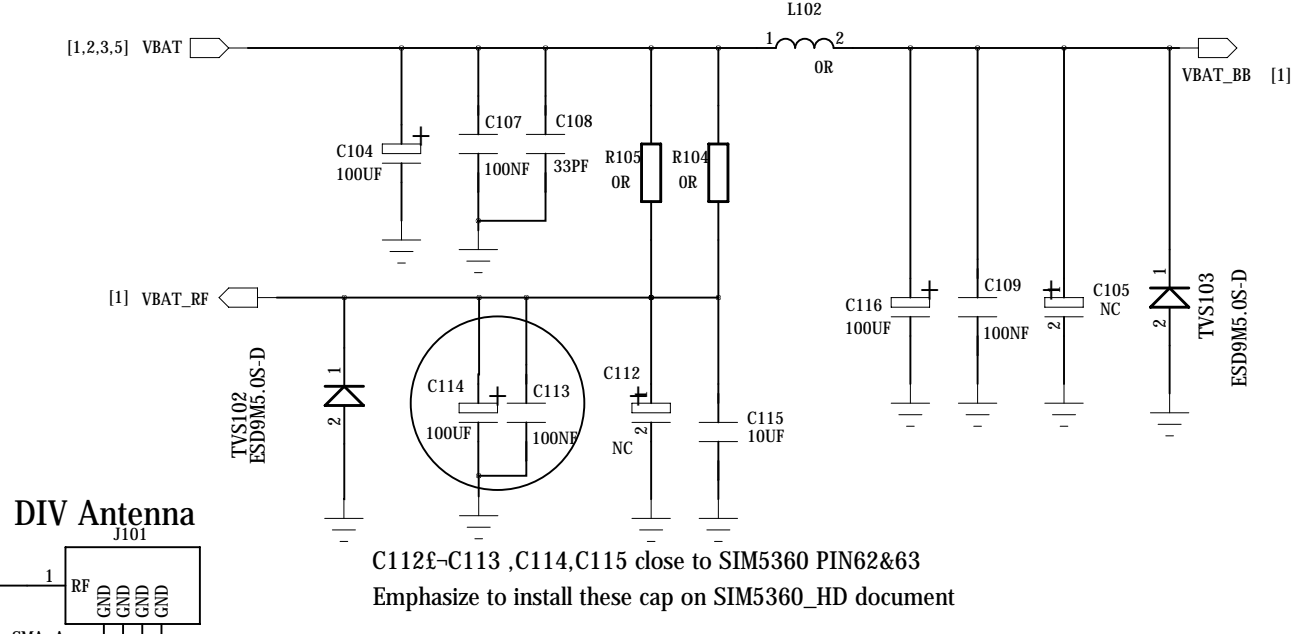 L102
[1,2,3,5] VBAT
1
2
0R
VBAT_BB [1]
C104
100UF
C107
100NF
C108
33PF
R105
0R
R104
0R
[1] VBAT_RF
TVS102
ESD9M5.0S-D
1
2
C114
100UF
C113
100NF
C112
1
2
NC
C115
10UF
C116
100UF
C109
100NF
C105
1
2
NC
1
2
TVS103
ESD9M5.0S-D
DIV Antenna
J101
1
RF
GND
GND
GND
GND
C112£¬C113 ,C114,C115 close to SIM5360 PIN62&63
Emphasize to install these cap on SIM5360_HD document